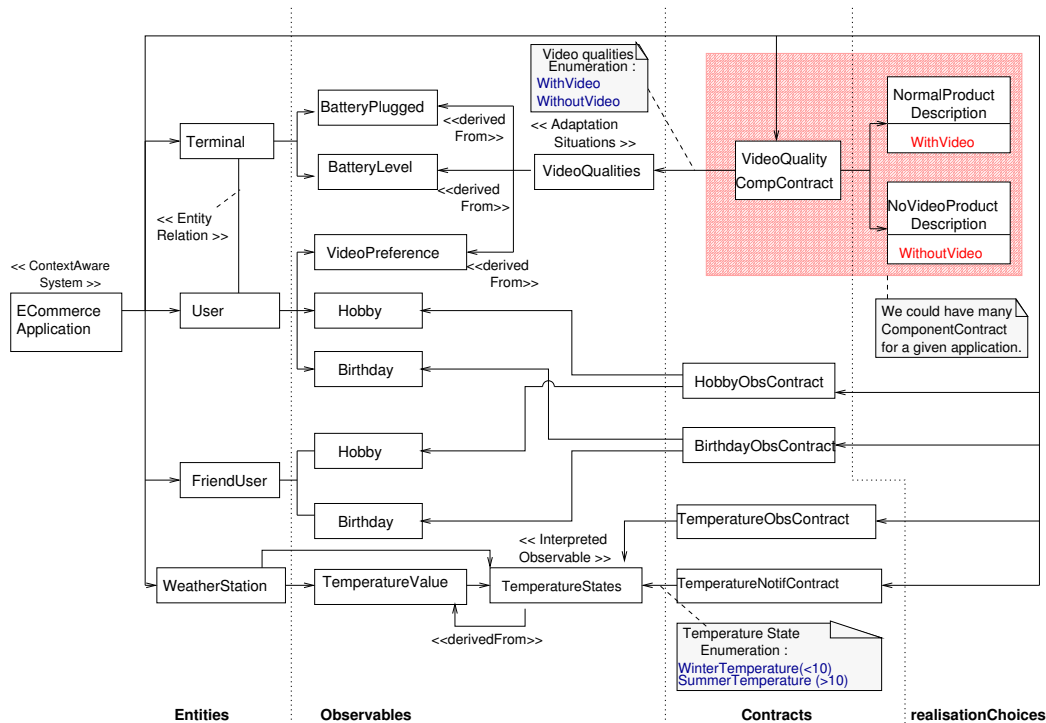 Video qualities
Enumeration :
WithVideo
WithoutVideo
NormalProduct
Description
WithVideo
BatteryPlugged
<<derived
From>>
<< Adaptation
Situations >>
Terminal
BatteryLevel
VideoQualities
VideoQuality
CompContract
<<derived
From>>
NoVideoProduct
Description
WithoutVideo
<< Entity
Relation >>
VideoPreference
<<derived
From>>
<< ContextAware
System >>
ECommerce
Application
User
Hobby
We could have many
ComponentContract
for a given application.
Birthday
HobbyObsContract
Hobby
BirthdayObsContract
FriendUser
Birthday
TemperatureObsContract
<< Interpreted
Observable >>
WeatherStation
TemperatureValue
TemperatureStates
TemperatureNotifContract
<<derivedFrom>>
Temperature State
Enumeration :
WinterTemperature(<10)
SummerTemperature (>10)
Entities
Observables
Contracts
realisationChoices